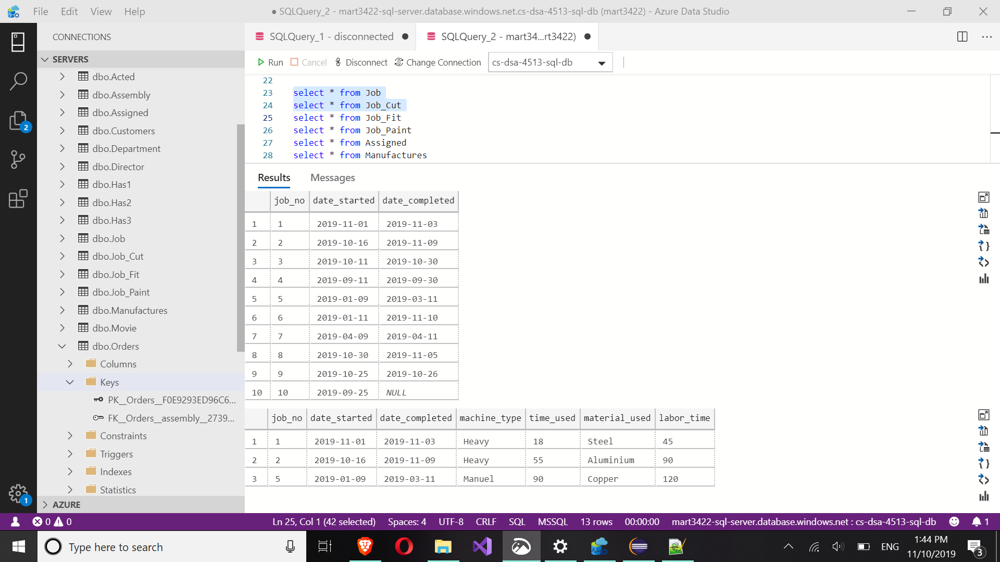 File Edit View Help
● SQLQuery_2 - mart3422-sql-server.database.windows.net.cs-dsa-4513-sql-db (mart3422) - Azure Data Studio
CONNECTIONS
SERVERS
dbo.Acted
dbo.Assembly
dbo.Assigned
dbo.Customers
dbo.Department
dbo.Director
dbo.Has1
dbo.Has2
dbo.Has3
dbo.Job
dbo.Job_Cut
dbo.Job_Fit
dbo.Job_Paint
dbo.Manufactures
dbo.Movie
dbo.Orders
Columns
Keys
PK__Orders__F0E9293ED96C6...
FK__Orders__assembly__2739...
Constraints
Triggers
Indexes
Statistics
AZURE
2
1
SQLQuery_1 - disconnected ● SQLQuery_2 - mart34...rt3422) ●
Run Cancel Disconnect Change Connection cs-dsa-4513-sql-db
22
23 select * from Job
24 select * from Job_Cut
25 select * from Job_Fit
26 select * from Job_Paint
27 select * from Assigned
28 select * from Manufactures
Results Messages
job_no date_started date_completed
1 1 2019-11-01 2019-11-03
2 2 2019-10-16 2019-11-09
3 3 2019-10-11 2019-10-30
4 4 2019-09-11 2019-09-30
5 5 2019-01-09 2019-03-11
6 6 2019-01-11 2019-11-10
7 7 2019-04-09 2019-04-11
8 8 2019-10-30 2019-11-05
9 9 2019-10-25 2019-10-26
10 10 2019-09-25 NULL
job_no date_started date_completed machine_type time_used material_used labor_time
1 1 2019-11-01 2019-11-03 Heavy 18 Steel 45
2 2 2019-10-16 2019-11-09 Heavy 55 Aluminium 90
3 5 2019-01-09 2019-03-11 Manuel 90 Copper 120
0 0 Ln 25, Col 1 (42 selected) Spaces: 4 UTF-8 CRLF SQL MSSQL 13 rows 00:00:00 mart3422-sql-server.database.windows.net : cs-dsa-4513-sql-db 1
Type here to search
ENG
1:44 PM
11/10/2019
3